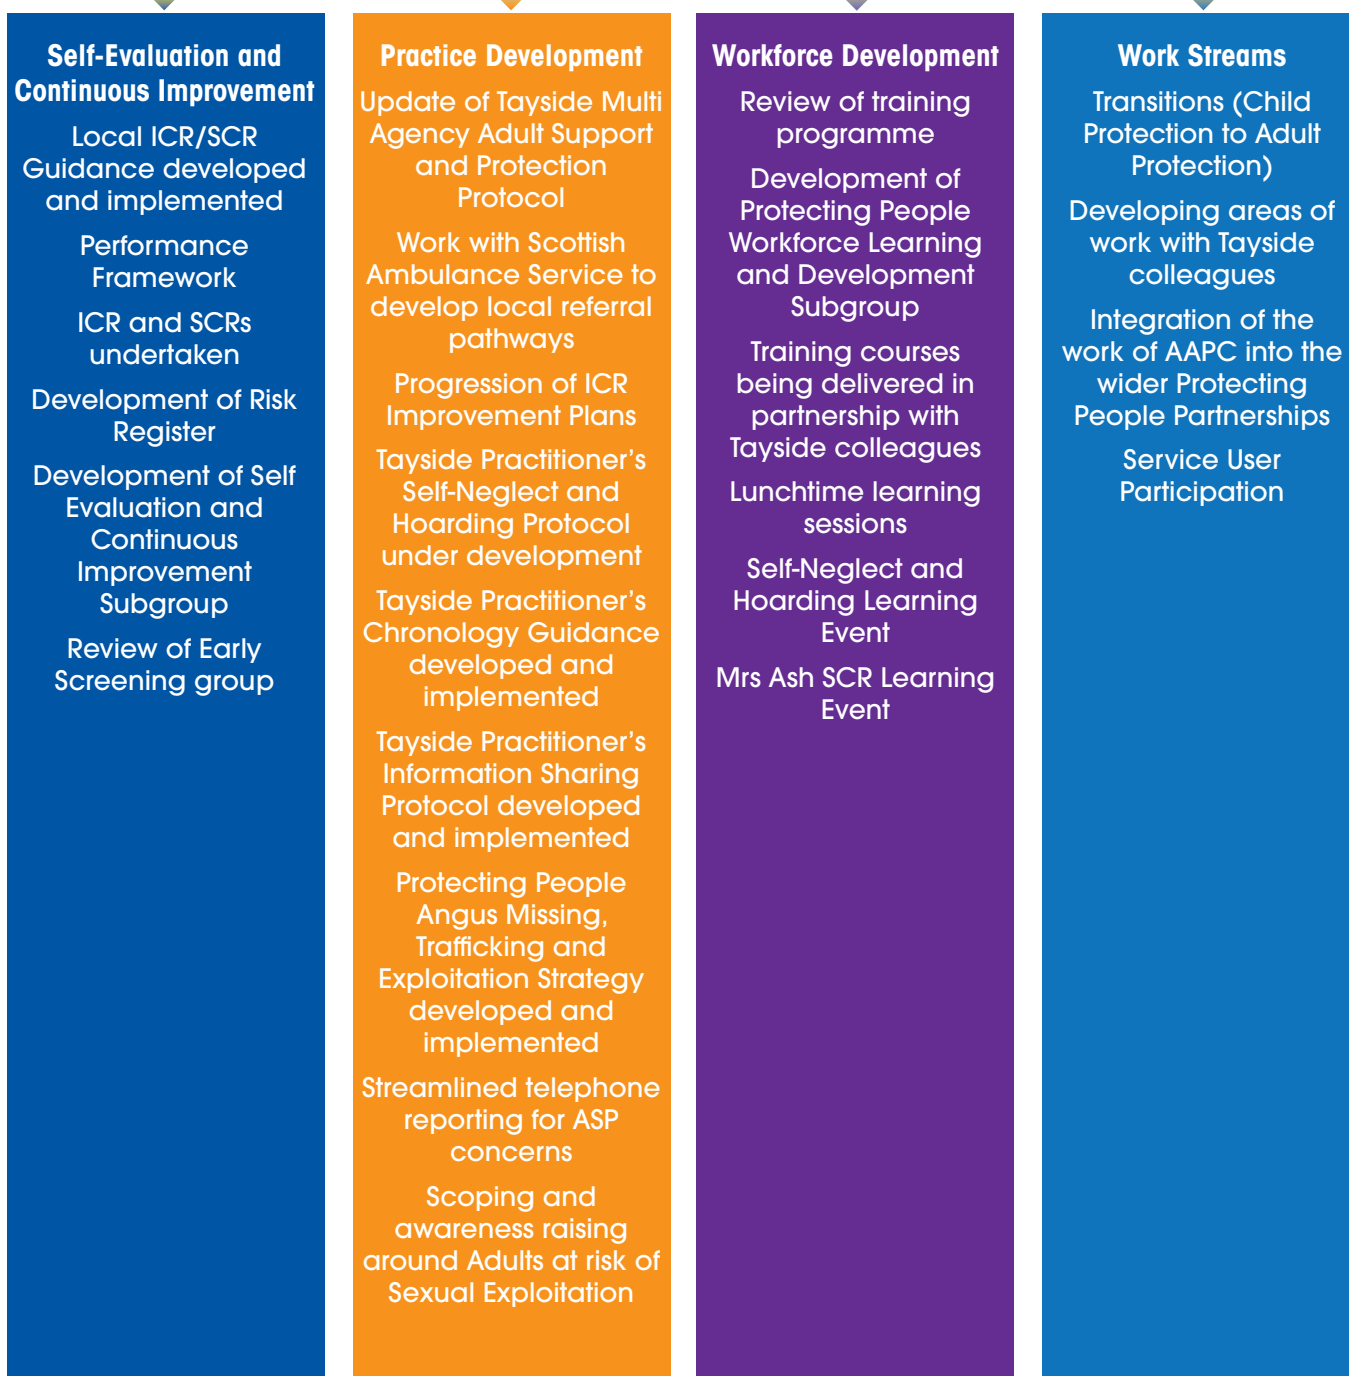 Self-Evaluation and
Continuous Improvement
Local ICR/SCR
Guidance developed
and implemented
Performance
Framework
ICR and SCRs
undertaken
Development of Risk
Register
Development of Self
Evaluation and
Continuous
Improvement
Subgroup
Review of Early
Screening group
Practice Development
Update of Tayside Multi
Agency Adult Support
and Protection
Protocol
Work with Scottish
Ambulance Service to
develop local referral
pathways
Progression of ICR
Improvement Plans
Tayside Practitioner’s
Self-Neglect and
Hoarding Protocol
under development
Tayside Practitioner’s
Chronology Guidance
developed and
implemented
Tayside Practitioner’s
Information Sharing
Protocol developed
and implemented
Protecting People
Angus Missing,
Trafficking and
Exploitation Strategy
developed and
implemented
Streamlined telephone
reporting for ASP
concerns
Scoping and
awareness raising
around Adults at risk of
Sexual Exploitation
Workforce Development
Review of training
programme
Development of
Protecting People
Workforce Learning
and Development
Subgroup
Training courses
being delivered in
partnership with
Tayside colleagues
Lunchtime learning
sessions
Self-Neglect and
Hoarding Learning
Event
Mrs Ash SCR Learning
Event
Work Streams
Transitions (Child
Protection to Adult
Protection)
Developing areas of
work with Tayside
colleagues
Integration of the
work of AAPC into the
wider Protecting
People Partnerships
Service User
Participation